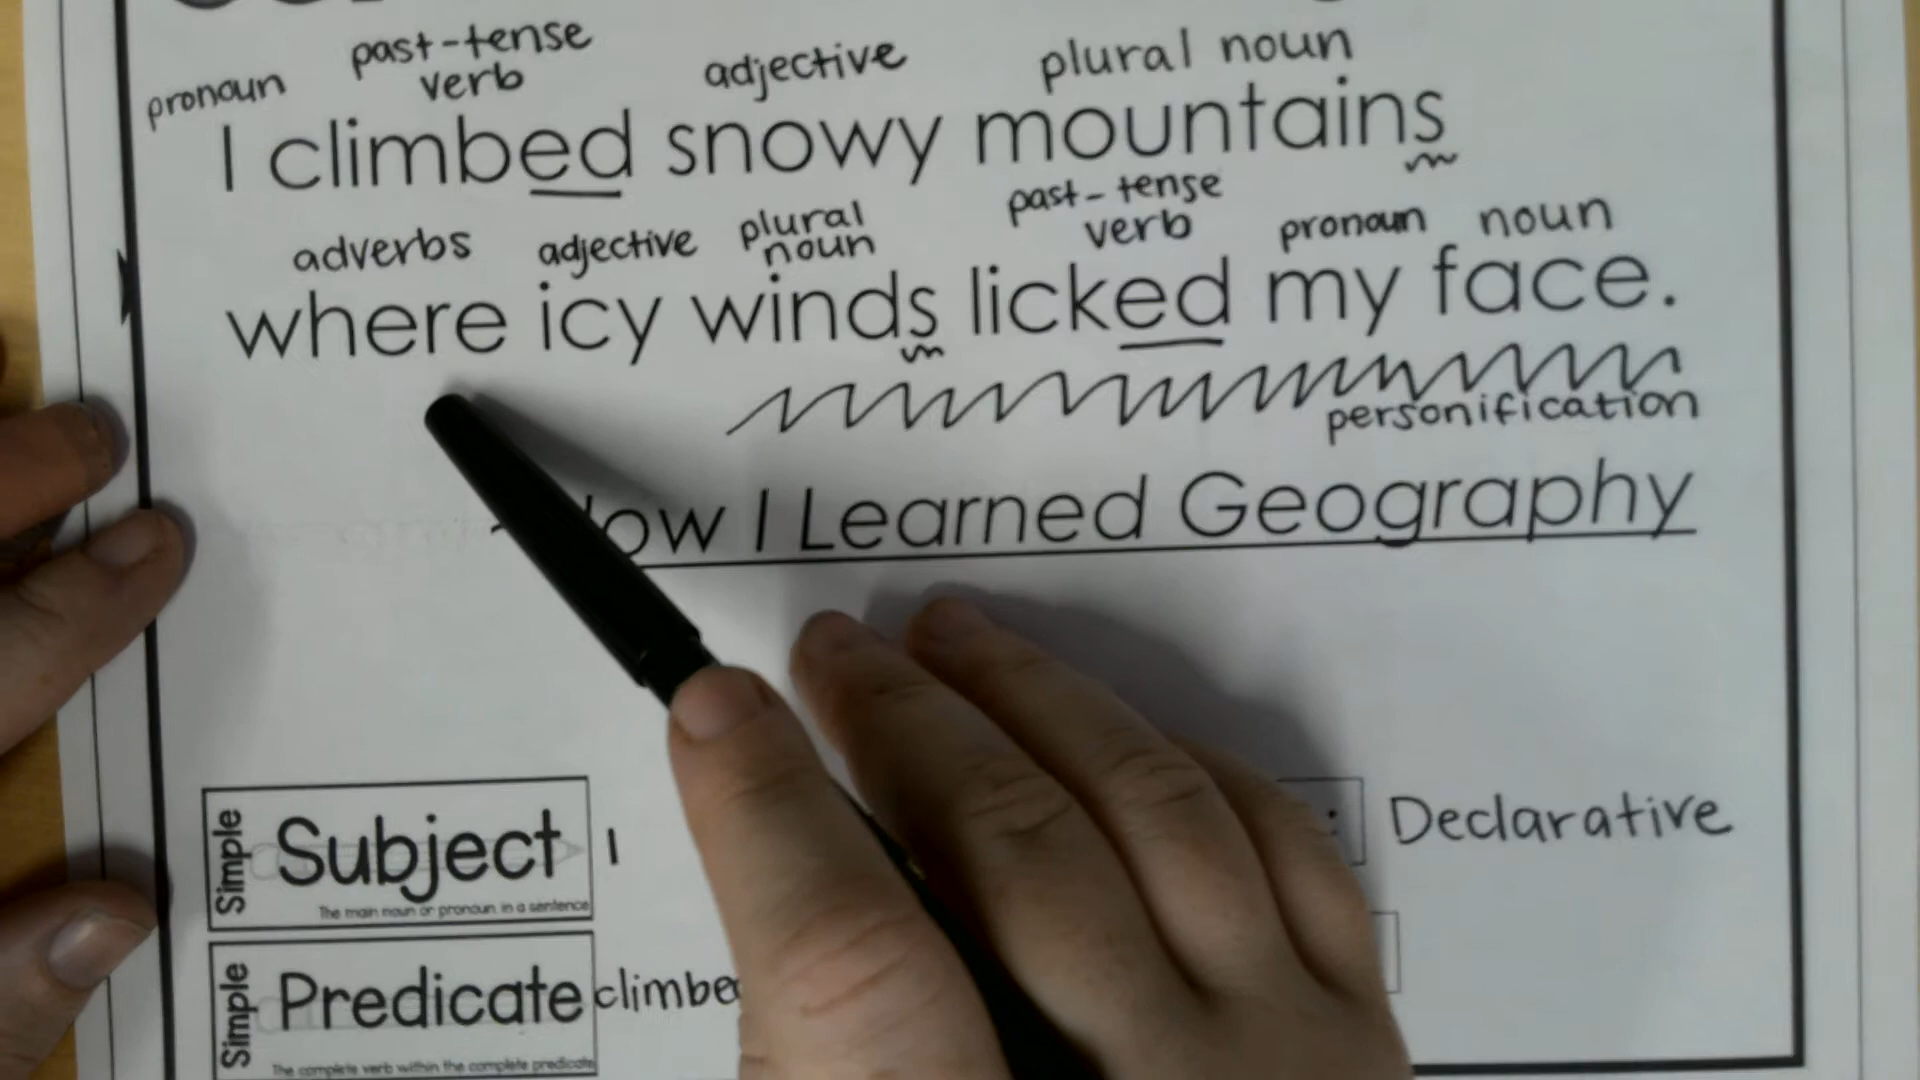 pronoun past-tense verb adjective plural noun
I climbed snowy mountains
adverbs adjective plural noun past-tense verb pronoun noun
where icy winds licked my face.
personification
I Learned Geography
Simple Subject I
The main noun or pronoun in a sentence
: Declarative
Simple Predicate
The complete verb within the complete predicate